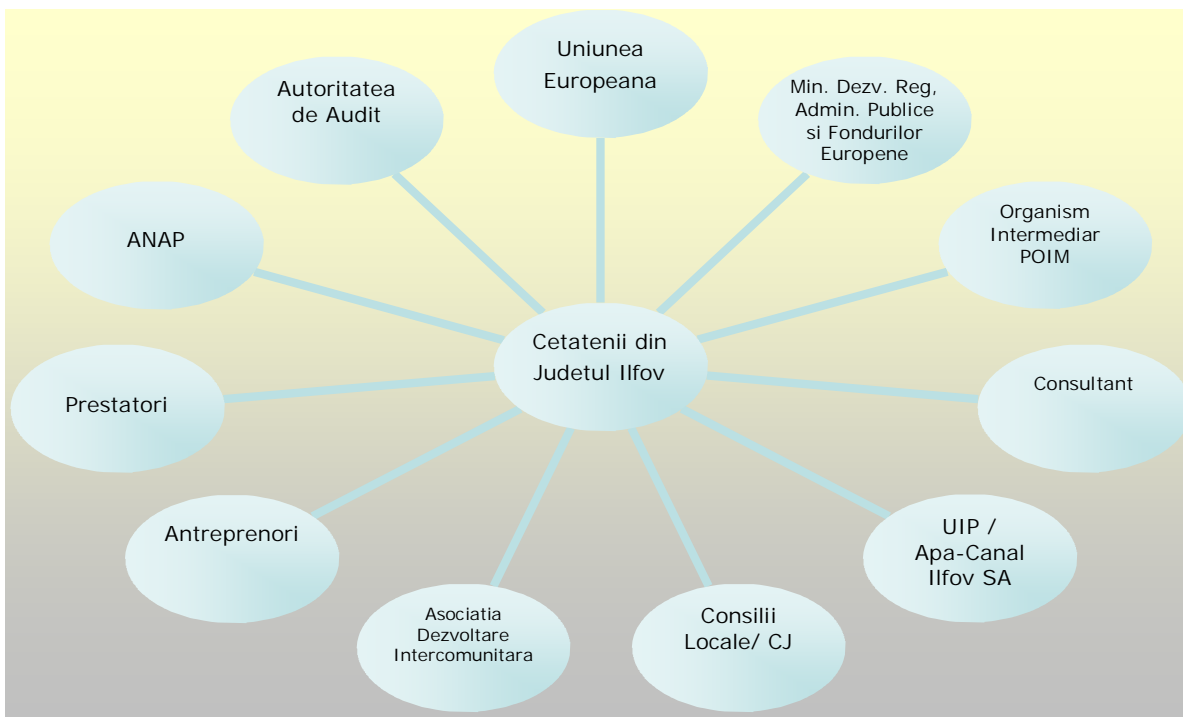 Uniunea
Europeana
Autoritatea
de Audit
Min. Dezv. Reg,
Admin. Publice
si Fondurilor
Europene
ANAP
Organism
Intermediar
POIM
Cetatenii din
Judetul Ilfov
Prestatori
Consultant
Antreprenori
UIP /
Apa-Canal
Ilfov SA
Asociatia
Dezvoltare
Intercomunitara
Consilii
Locale/ CJ